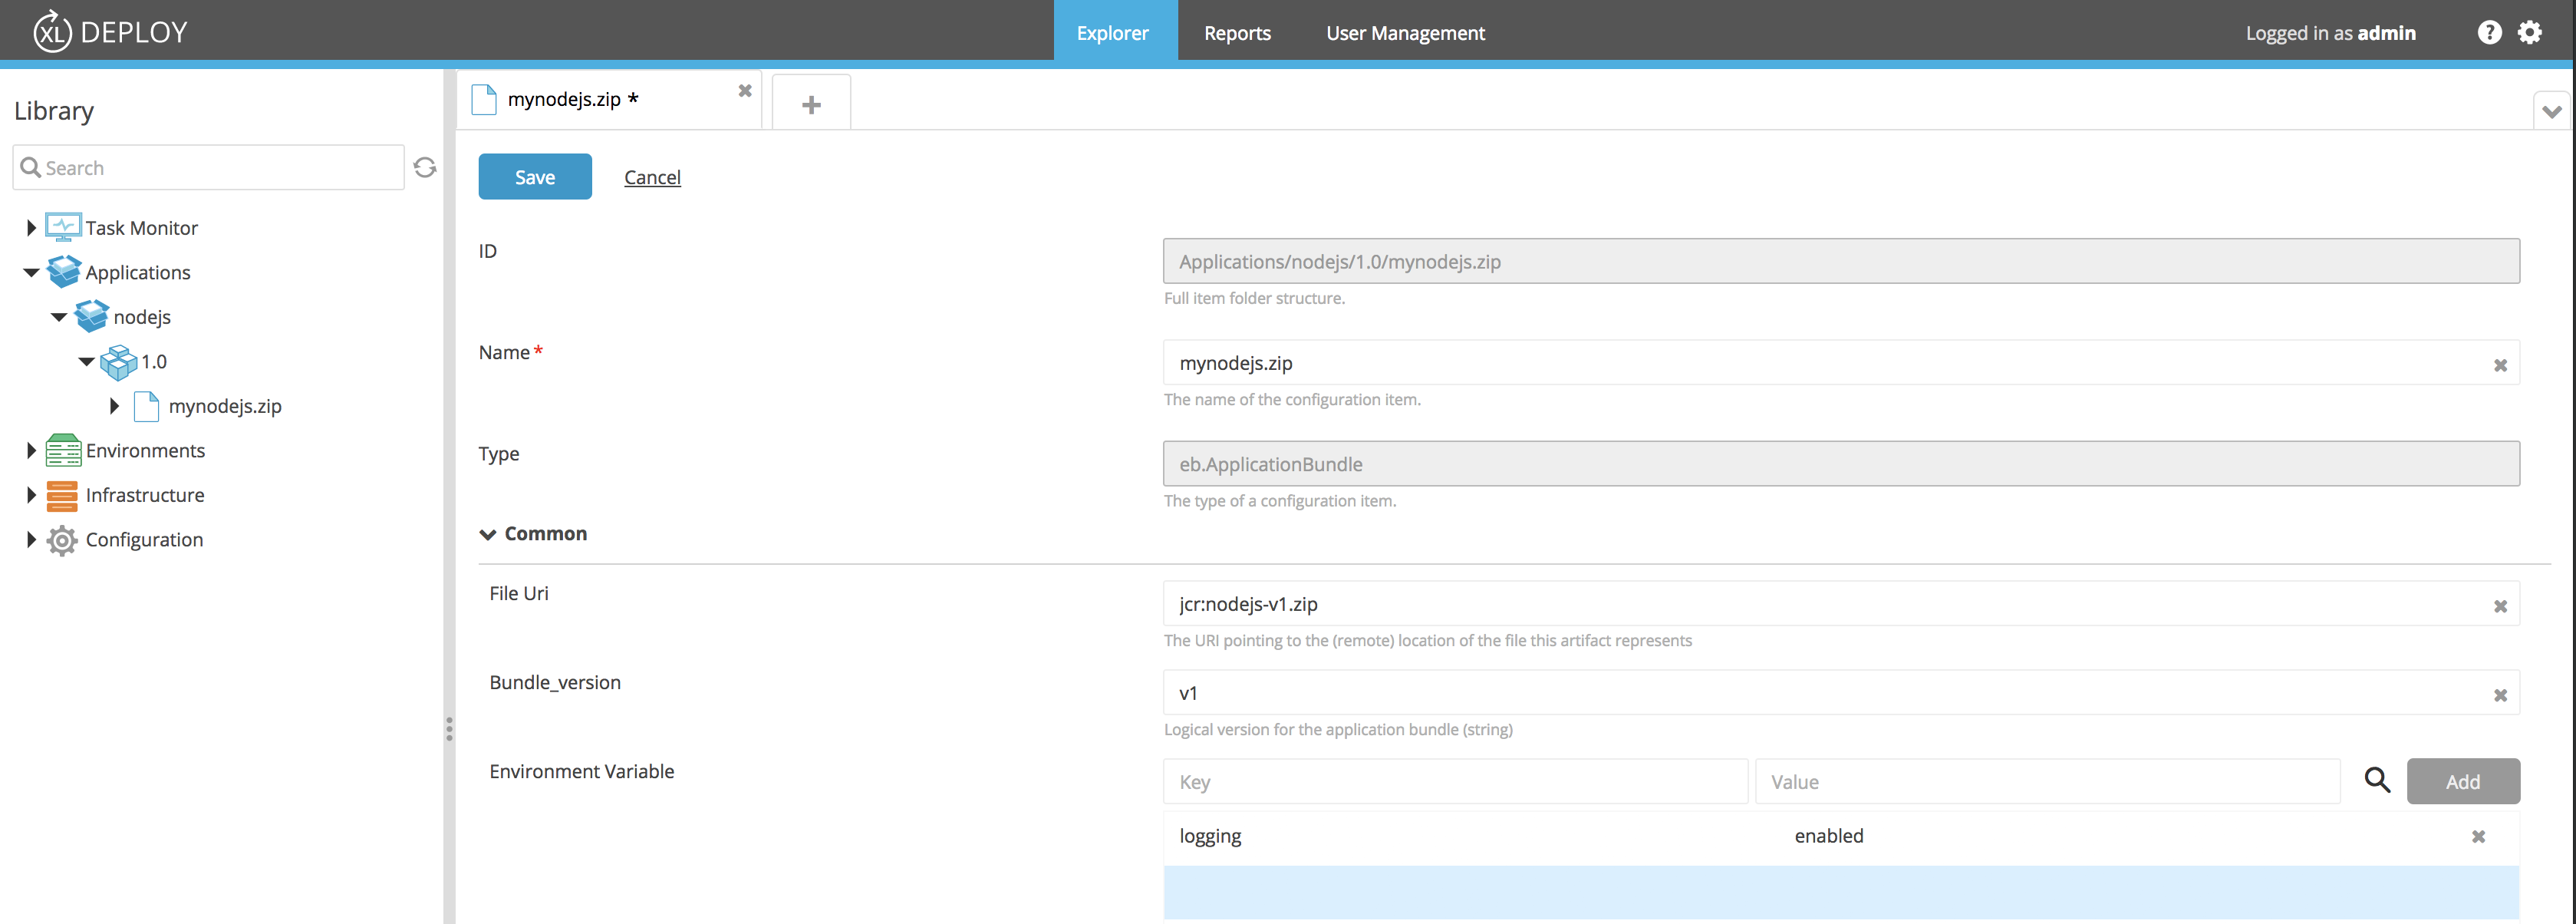 XL DEPLOY
Explorer
Reports
User Management
Logged in as admin
?
Library
Search
Task Monitor
Applications
nodejs
1.0
mynodejs.zip
Environments
Infrastructure
Configuration
mynodejs.zip *
+
Save
Cancel
ID
Applications/nodejs/1.0/mynodejs.zip
Full item folder structure.
Name *
mynodejs.zip
The name of the configuration item.
Type
eb.ApplicationBundle
The type of a configuration item.
Common
File Uri
jcr:nodejs-v1.zip
The URI pointing to the (remote) location of the file this artifact represents
Bundle_version
v1
Logical version for the application bundle (string)
Environment Variable
Key
Value
Add
logging
enabled